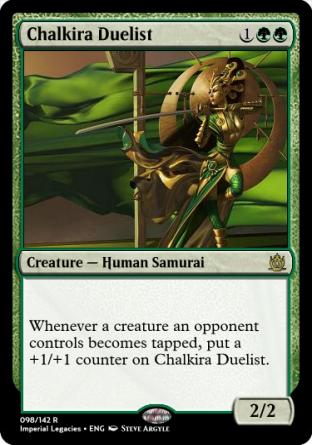 Chalkira Duelist 1
Creature — Human Samurai
Whenever a creature an opponent
controls becomes tapped, put a
+1/+1 counter on Chalkira Duelist.
2/2
098/142 R
Imperial Legacies • ENG Steve Argyle